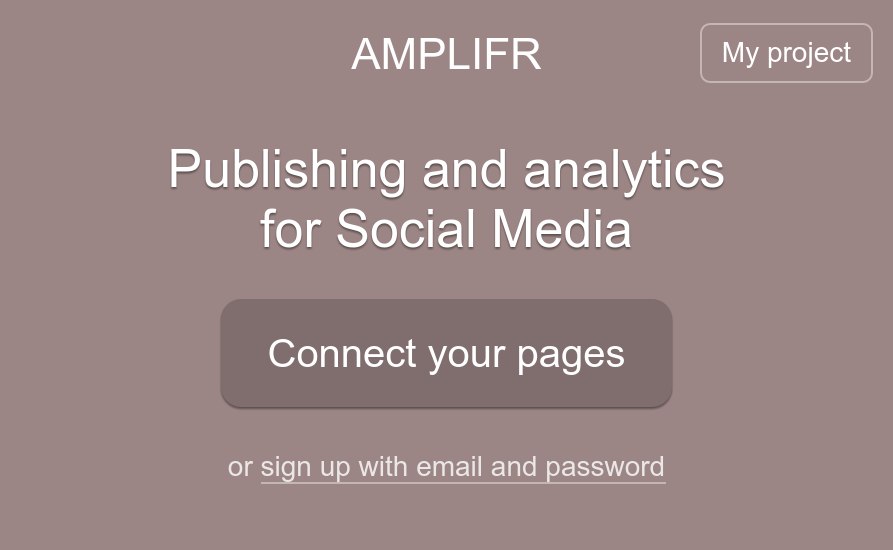 AMPLIFR
My project
Publishing and analytics
for Social Media
Connect your pages
or sign up with email and password